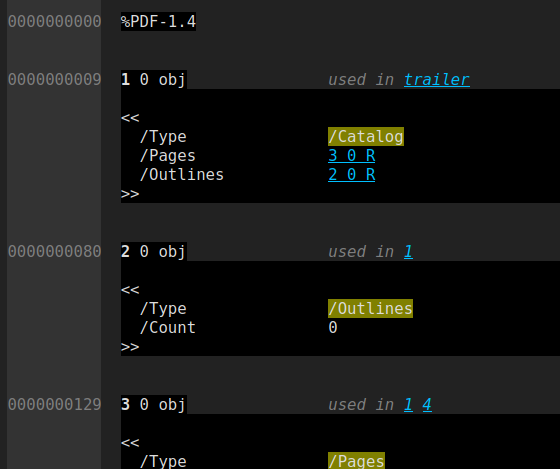 0000000000 %PDF-1.4
0000000009 1 0 obj used in trailer
<<
/Type /Catalog
/Pages 3 0 R
/Outlines 2 0 R
>>
0000000080 2 0 obj used in 1
<<
/Type /Outlines
/Count 0
>>
0000000129 3 0 obj used in 1 4
<<
/Type /Pages